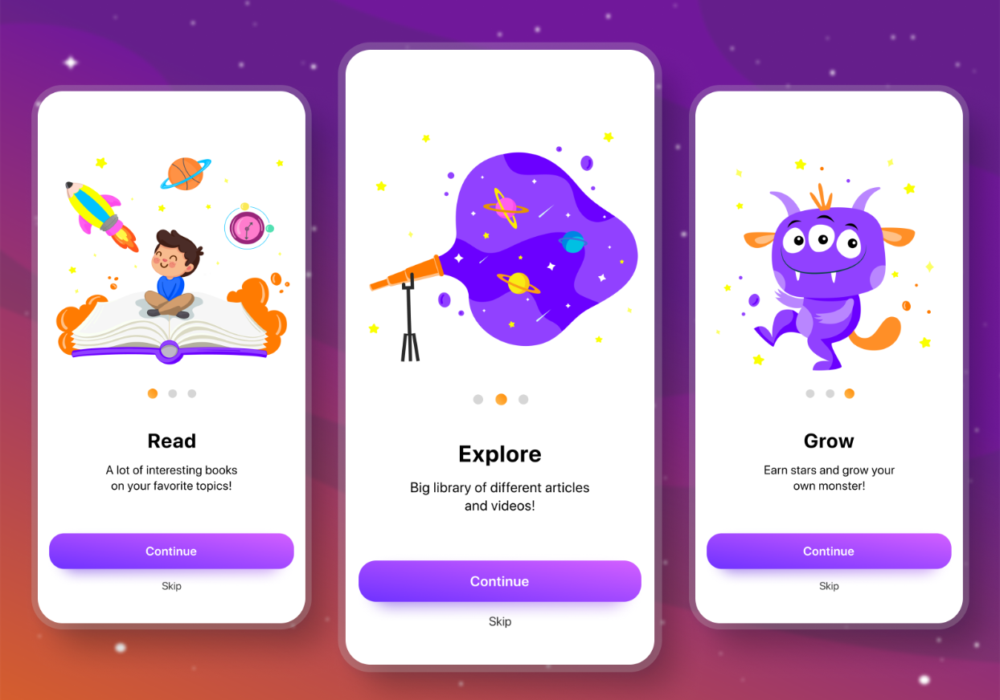 Read
A lot of interesting books
on your favorite topics!
Continue
Skip
Explore
Big library of different articles
and videos!
Continue
Skip
Grow
Earn stars and grow your
own monster!
Continue
Skip